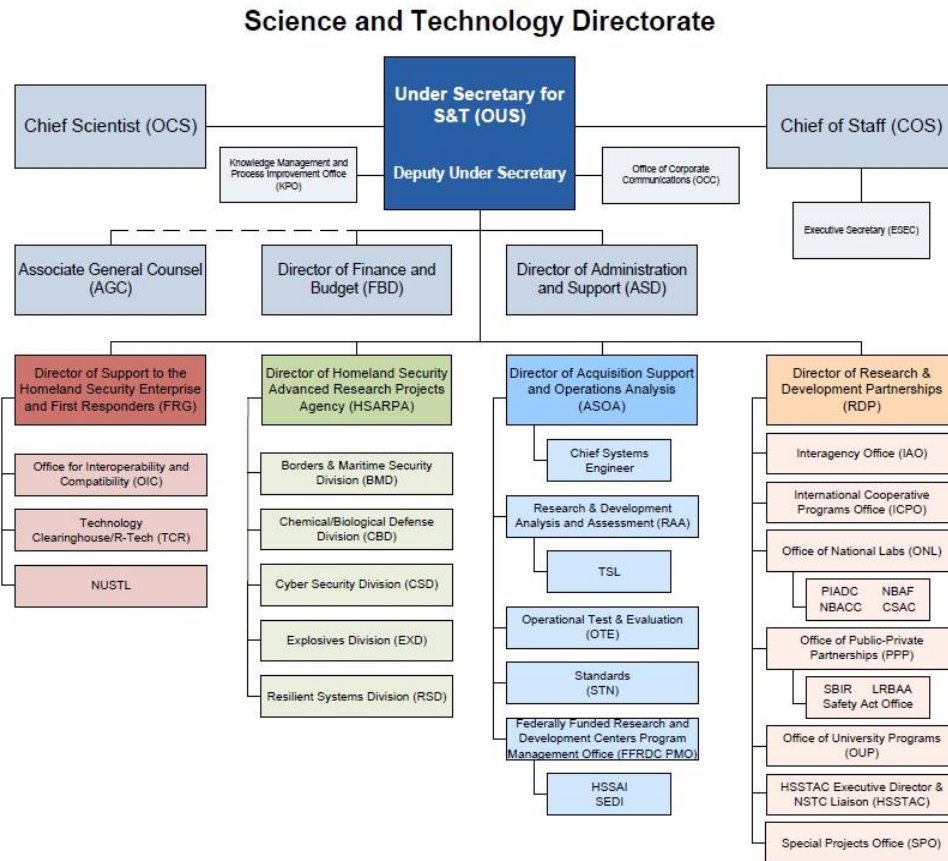 Science and Technology Directorate
Chief Scientist (OCS)
Under Secretary for
S&T (OUS)
Deputy Under Secretary
Chief of Staff (COS)
Knowledge Management and
Process Improvement Office
(KPO)
Office of Corporate
Communications (OCC)
Executive Secretary (ESEC)
Associate General Counsel
(AGC)
Director of Finance and
Budget (FBD)
Director of Administration
and Support (ASD)
Director of Support to the
Homeland Security Enterprise
and First Responders (FRG)
Office for Interoperability and
Compatibility (OIC)
Technology
Clearinghouse/R-Tech (TCR)
NUSTL
Director of Homeland Security
Advanced Research Projects
Agency (HSARPA)
Borders & Maritime Security
Division (BMD)
Chemical/Biological Defense
Division (CBD)
Cyber Security Division (CSD)
Explosives Division (EXD)
Resilient Systems Division (RSD)
Director of Acquisition Support
and Operations Analysis
(ASOA)
Chief Systems
Engineer
Research & Development
Analysis and Assessment (RAA)
TSL
Operational Test & Evaluation
(OTE)
Standards
(STN)
Federally Funded Research and
Development Centers Program
Management Office (FFRDC PMO)
HSSAI
SEDI
Director of Research &
Development Partnerships
(RDP)
Interagency Office (IAO)
International Cooperative
Programs Office (ICPO)
Office of National Labs (ONL)
PIADC NBAF
NBACC CSAC
Office of Public-Private
Partnerships (PPP)
SBIR LRBAA
Safety Act Office
Office of University Programs
(OUP)
HSSTAC Executive Director &
NSTC Liaison (HSSTAC)
Special Projects Office (SPO)